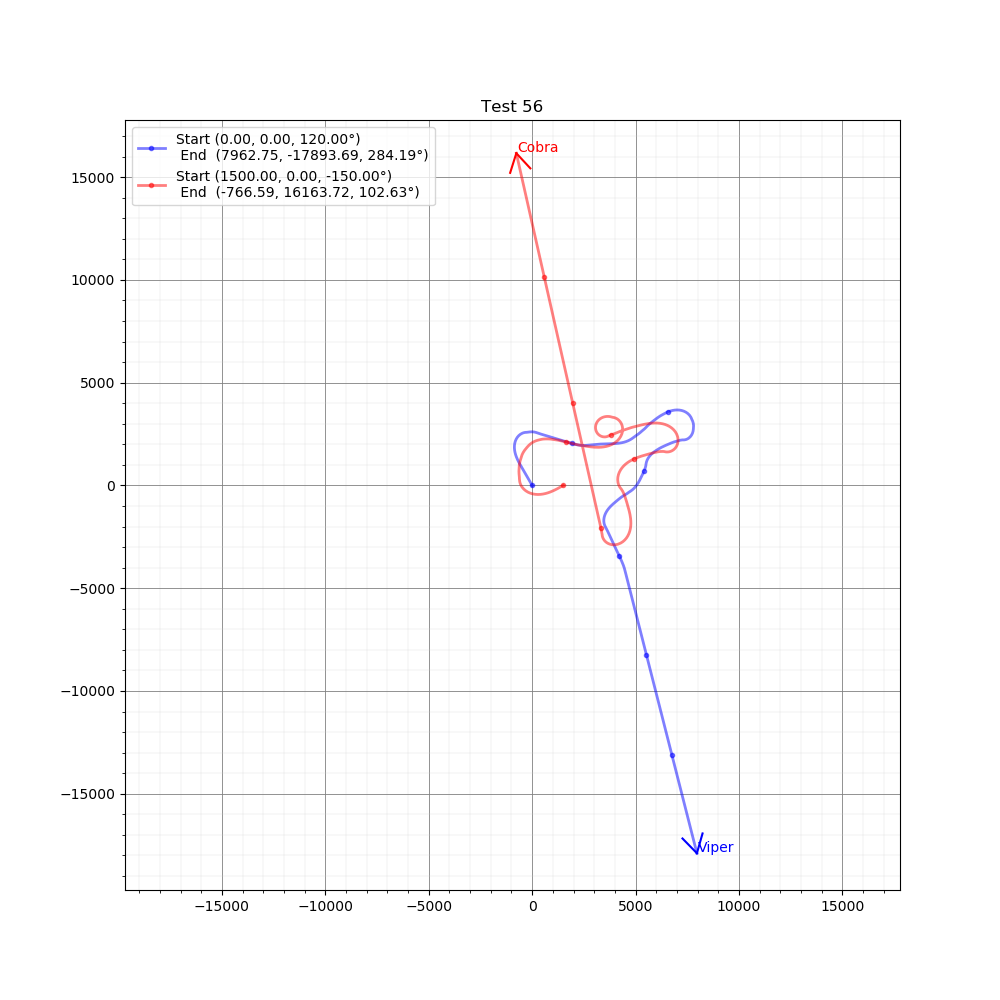 Test 56
Start (0.00, 0.00, 120.00°)
End (7962.75, -17893.69, 284.19°)
Start (1500.00, 0.00, -150.00°)
End (-766.59, 16163.72, 102.63°)
Cobra
15000
10000
5000
0
−5000
−10000
−15000
Viper
−15000 −10000 −5000 0 5000 10000 15000